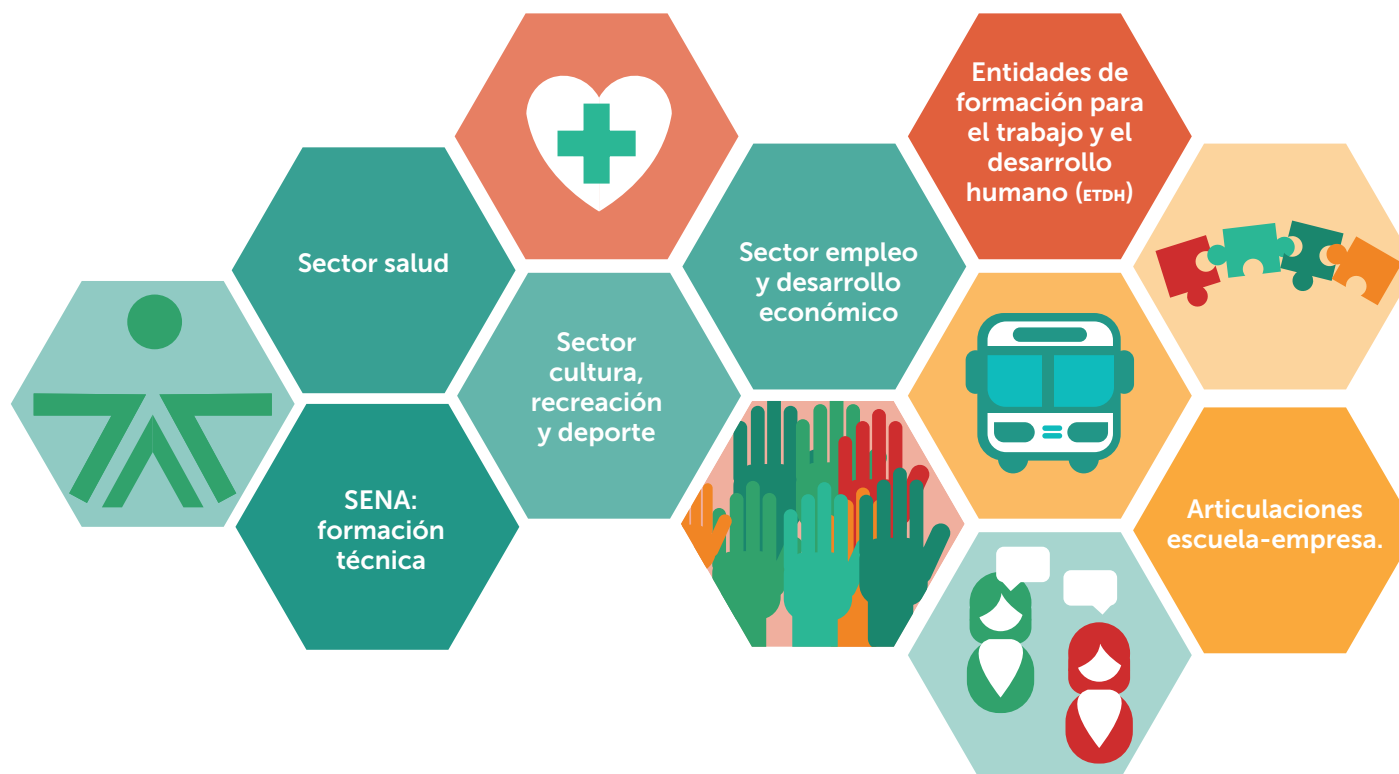 Sector salud
SENA:
formación
técnica
Sector
cultura,
recreación
y deporte
Sector empleo
y desarrollo
económico
Entidades de
formación para
el trabajo y el
desarrollo
humano (ETDH)
Articulaciones
escuela-empresa.